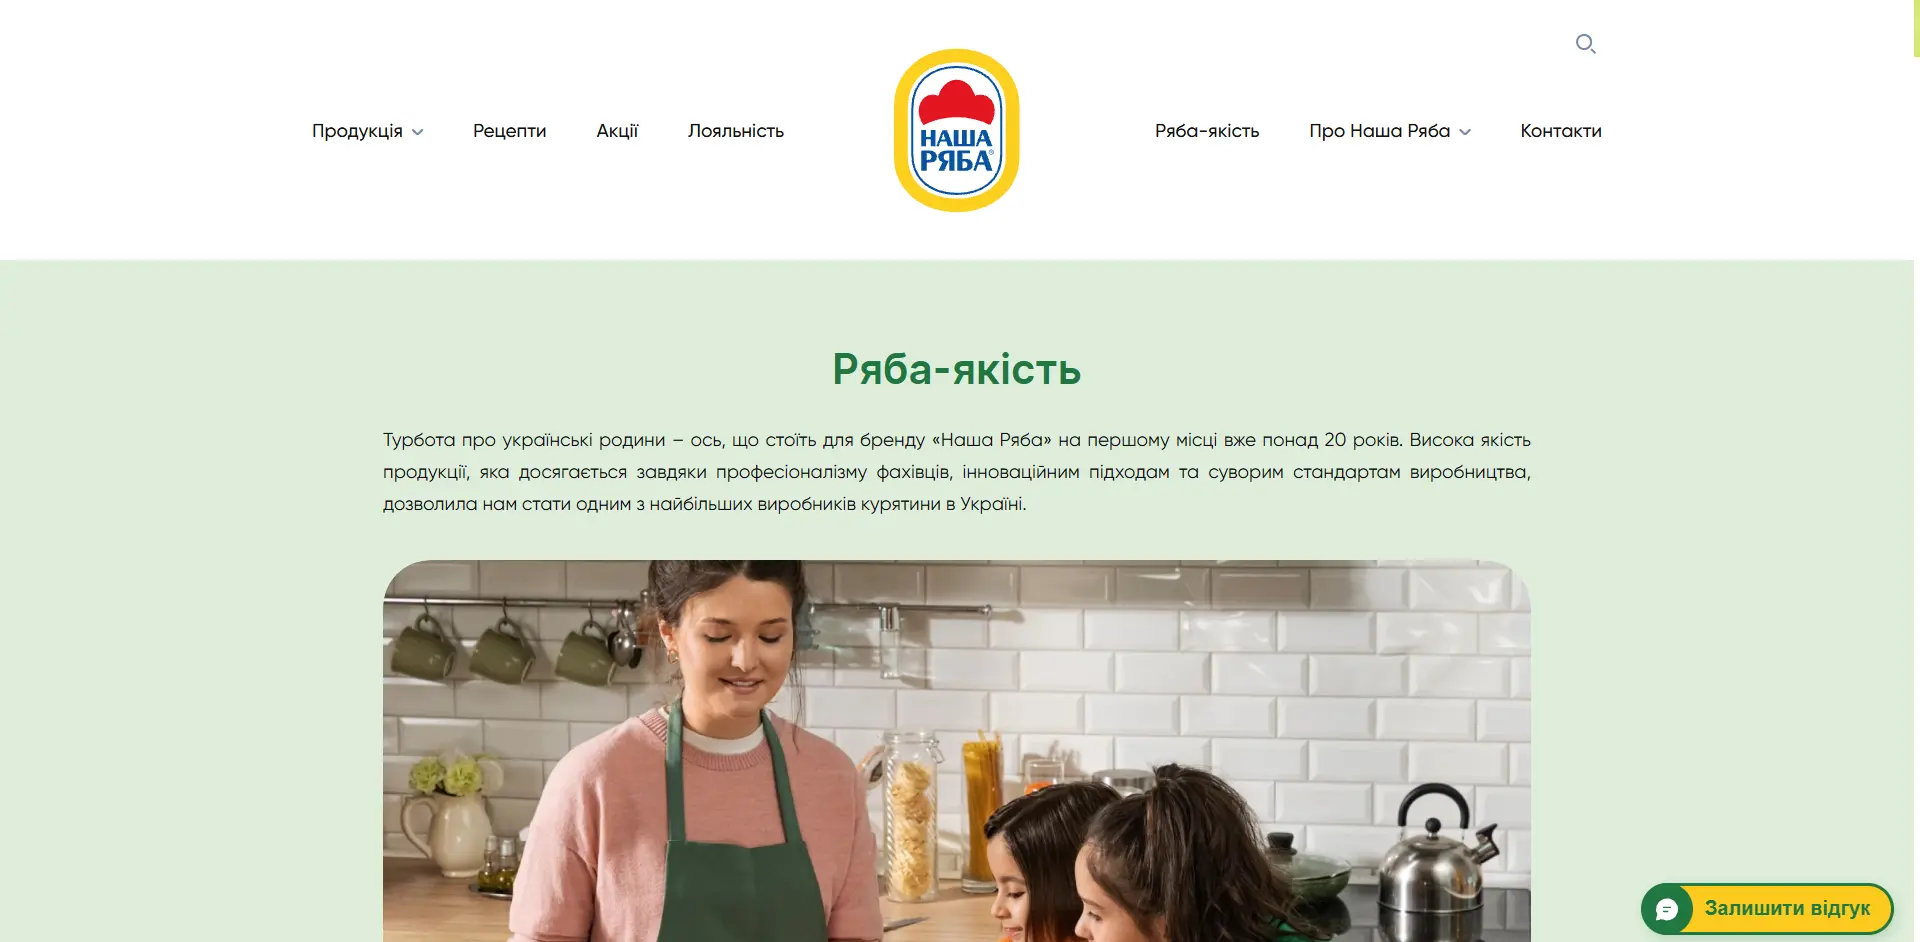 Продукція
Рецепти
Акції
Лояльність
НАША
РЯБА®
Ряба-якість
Про Наша Ряба
Контакти
Ряба-якість
Турбота про українські родини – ось, що стоїть для бренду «Наша Ряба» на першому місці вже понад 20 років. Висока якість
продукції, яка досягається завдяки професіоналізму фахівців, інноваційним підходам та суворим стандартам виробництва,
дозволила нам стати одним з найбільших виробників курятини в Україні.
Залишити відгук